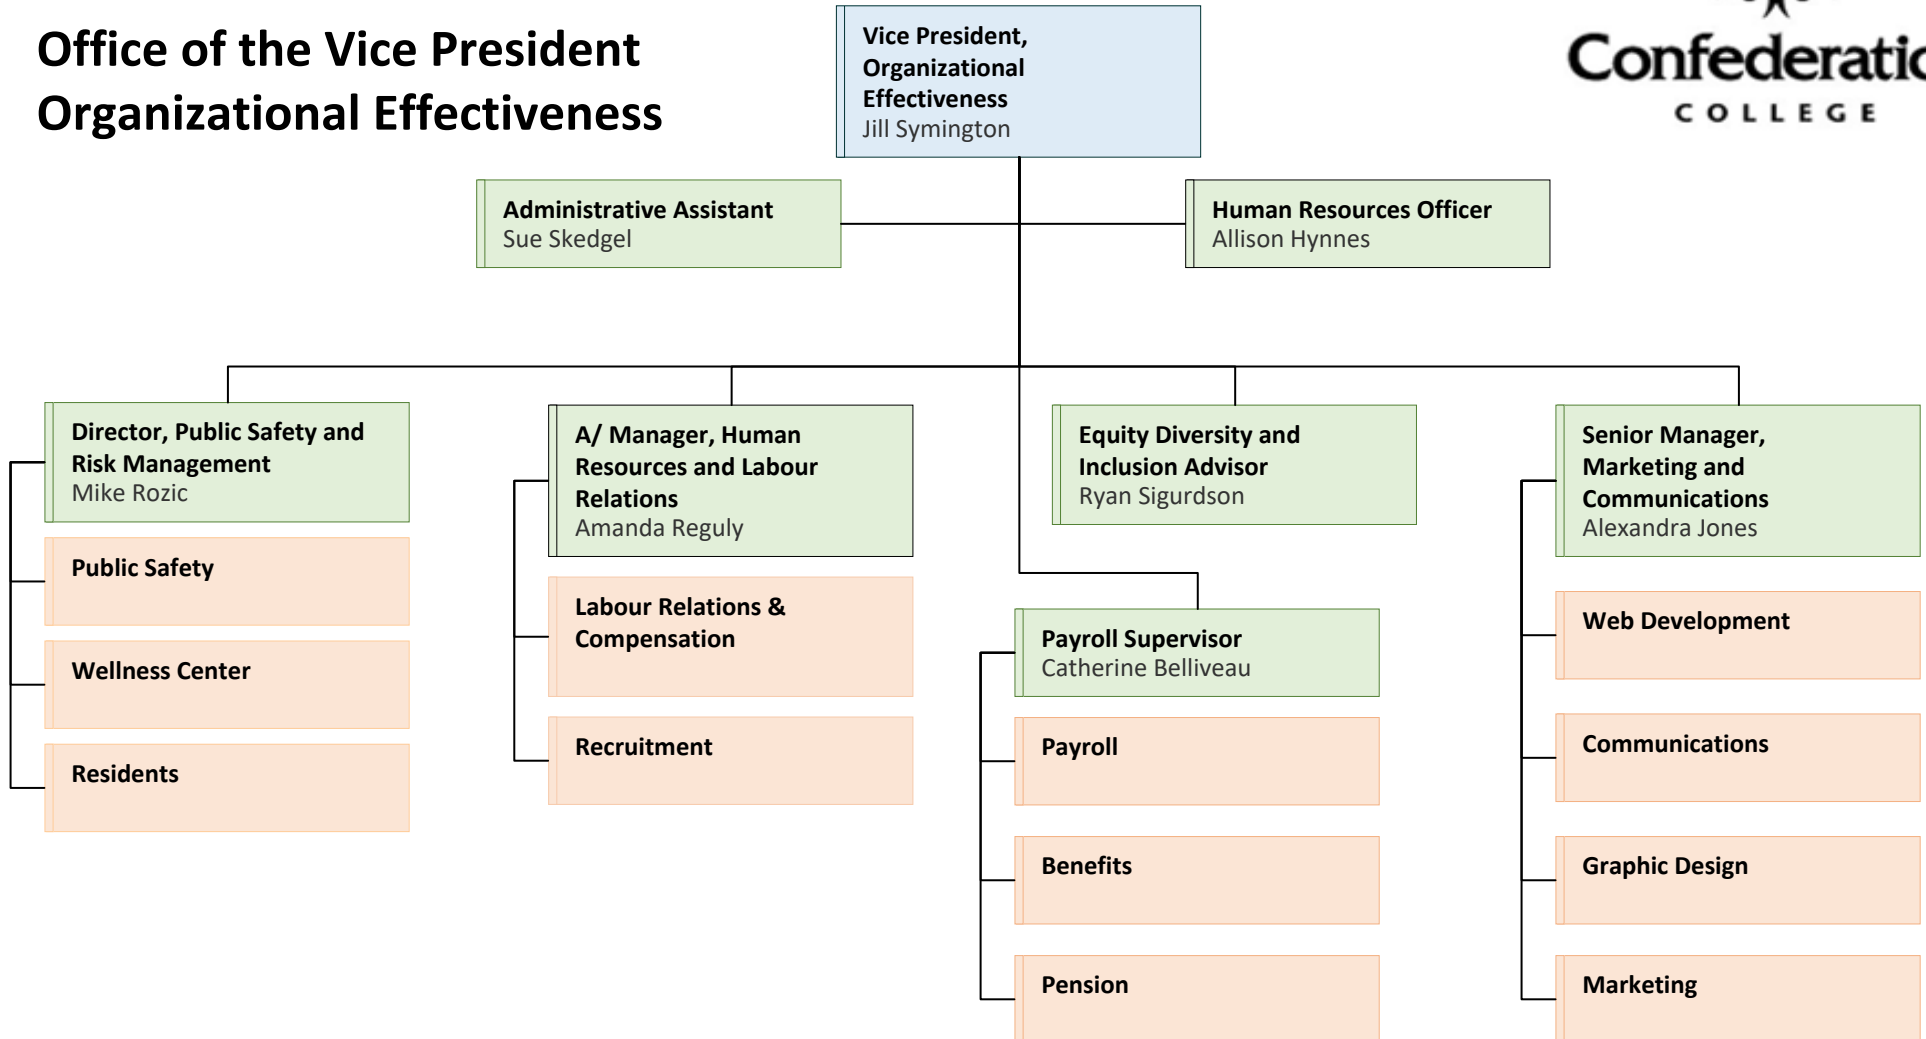 Office of the Vice President
Organizational Effectiveness
Vice President,
Organizational
Effectiveness
Jill Symington
Confederatio
COLLEGE
Administrative Assistant
Sue Skedgel
Human Resources Officer
Allison Hynnes
Director, Public Safety and
Risk Management
Mike Rozic
Public Safety
Wellness Center
Residents
A/ Manager, Human
Resources and Labour
Relations
Amanda Reguly
Labour Relations &
Compensation
Recruitment
Equity Diversity and
Inclusion Advisor
Ryan Sigurdson
Payroll Supervisor
Catherine Belliveau
Payroll
Benefits
Pension
Senior Manager,
Marketing and
Communications
Alexandra Jones
Web Development
Communications
Graphic Design
Marketing